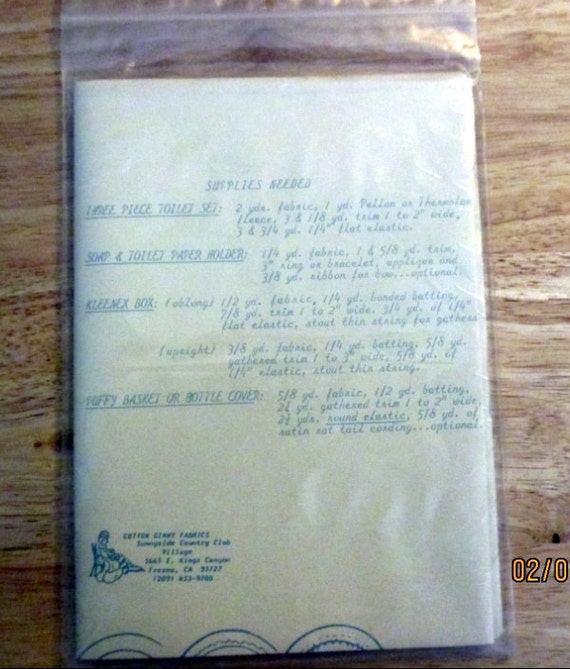 SUPPLIES NEEDED
THREE PIECE TOILET SET: 2 yds. fabric, 1 yd. Pellon or Thermolam
fleece, 3 & 1/8 yd. trim 1 to 2" wide,
3 & 3/4 yd. 1/4" flat elastic.
SOAP & TOILET PAPER HOLDER: 1/4 yd. fabric, 1 & 5/8 yd. trim,
3" ring or bracelet, applique and
3/8 yd. ribbon for bow...optional.
KLEENEX BOX: (oblong) 1/2 yd. fabric, 1/4 yd. bonded batting,
7/8 yd. trim 1 to 2" wide. 3/4 yd. of 1/4"
flat elastic, stout thin string for gathers
(upright) 3/8 yd. fabric, 1/4 yd. batting, 5/8 yd.
gathered trim 1 to 3" wide, 5/8 yd. of
1/4" elastic, stout thin string.
PUFFY BASKET OR BOTTLE COVER: 5/8 yd. fabric, 1/2 yd. batting,
2½ yd. gathered trim 1 to 2" wide,
2½ yds. round elastic, 5/8 yd. of
satin rat tail cording...optional.
COTTON GINNY FABRICS
Sunnyside Country Club
Village
5663 E. Kings Canyon
Fresno, CA 93727
(209)
02/0